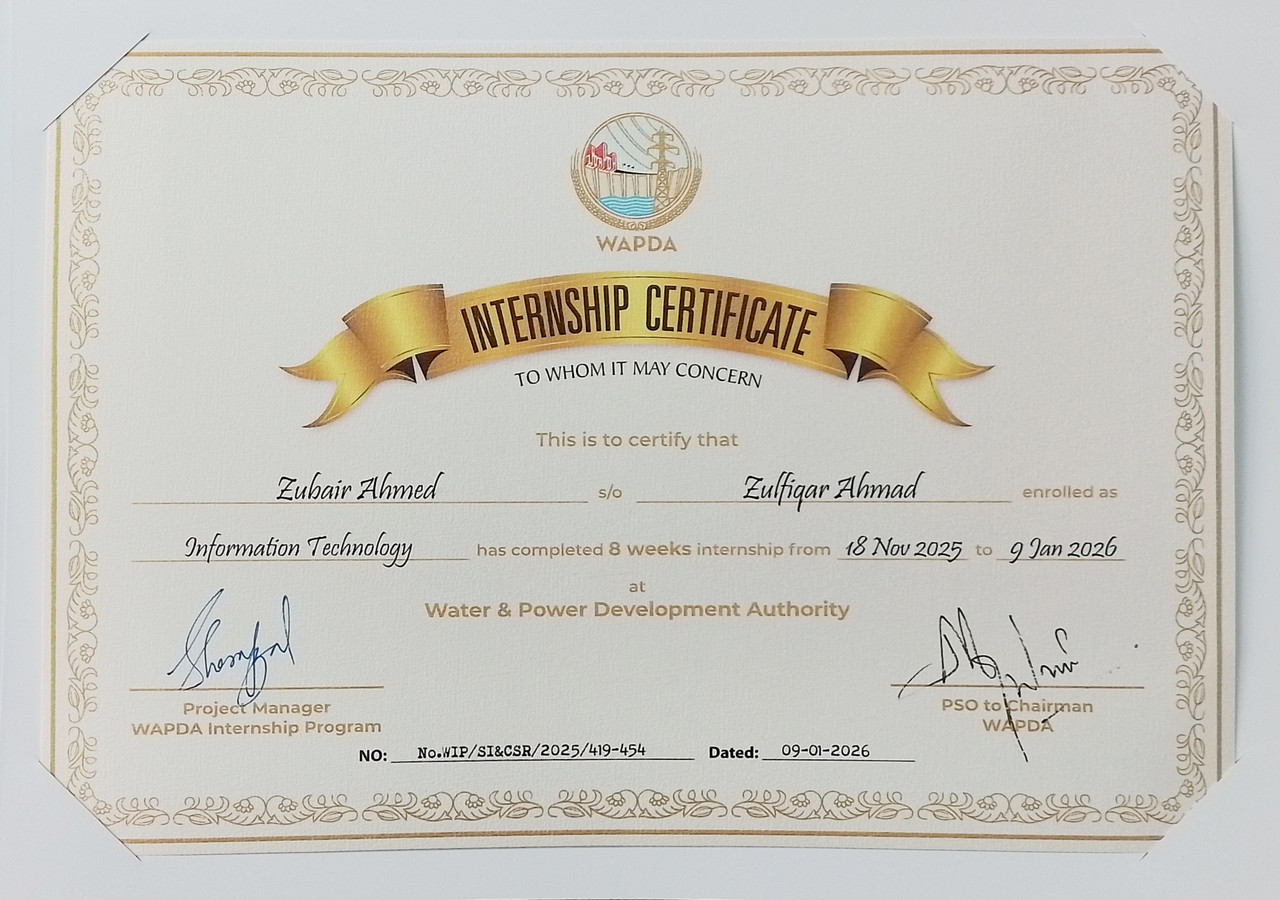 WAPDA
INTERNSHIP CERTIFICATE
TO WHOM IT MAY CONCERN
This is to certify that
Zubair Ahmed s/o Zulfiqar Ahmad enrolled as
Information Technology has completed 8 weeks internship from 18 Nov 2025 to 9 Jan 2026
at
Water & Power Development Authority
Project Manager
WAPDA Internship Program
PSO to Chairman
WAPDA
NO: No.WIP/SI&CSR/2025/419-454 Dated: 09-01-2026